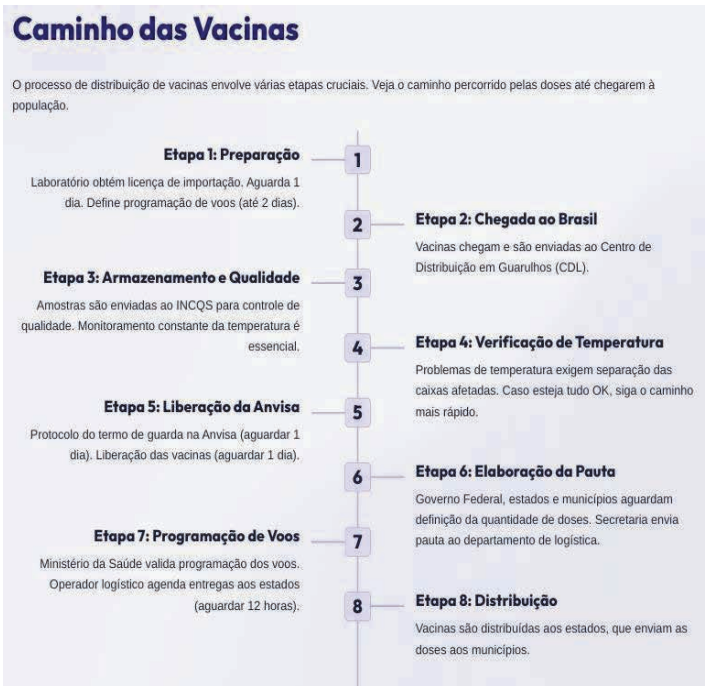 Caminho das Vacinas
O processo de distribuição de vacinas envolve várias etapas cruciais. Veja o caminho percorrido pelas doses até chegarem à
população.
Etapa 1: Preparação
1
Laboratório obtém licença de importação. Aguarda 1
dia. Define programação de voos (até 2 dias).
2
Etapa 2: Chegada ao Brasil
Vacinas chegam e são enviadas ao Centro de
Distribuição em Guarulhos (CDL).
Etapa 3: Armazenamento e Qualidade
3
Amostras são enviadas ao INCQS para controle de
qualidade. Monitoramento constante da temperatura é
essencial.
4
Etapa 4: Verificação de Temperatura
Problemas de temperatura exigem separação das
caixas afetadas. Caso esteja tudo OK, siga o caminho
mais rápido.
Etapa 5: Liberação da Anvisa
5
Protocolo do termo de guarda na Anvisa (aguardar 1
dia). Liberação das vacinas (aguardar 1 dia).
6
Etapa 6: Elaboração da Pauta
Governo Federal, estados e municípios aguardam
definição da quantidade de doses. Secretaria envia
pauta ao departamento de logística.
Etapa 7: Programação de Voos
7
Ministério da Saúde valida programação dos voos.
Operador logístico agenda entregas aos estados
(aguardar 12 horas).
8
Etapa 8: Distribuição
Vacinas são distribuídas aos estados, que enviam as
doses aos municípios.